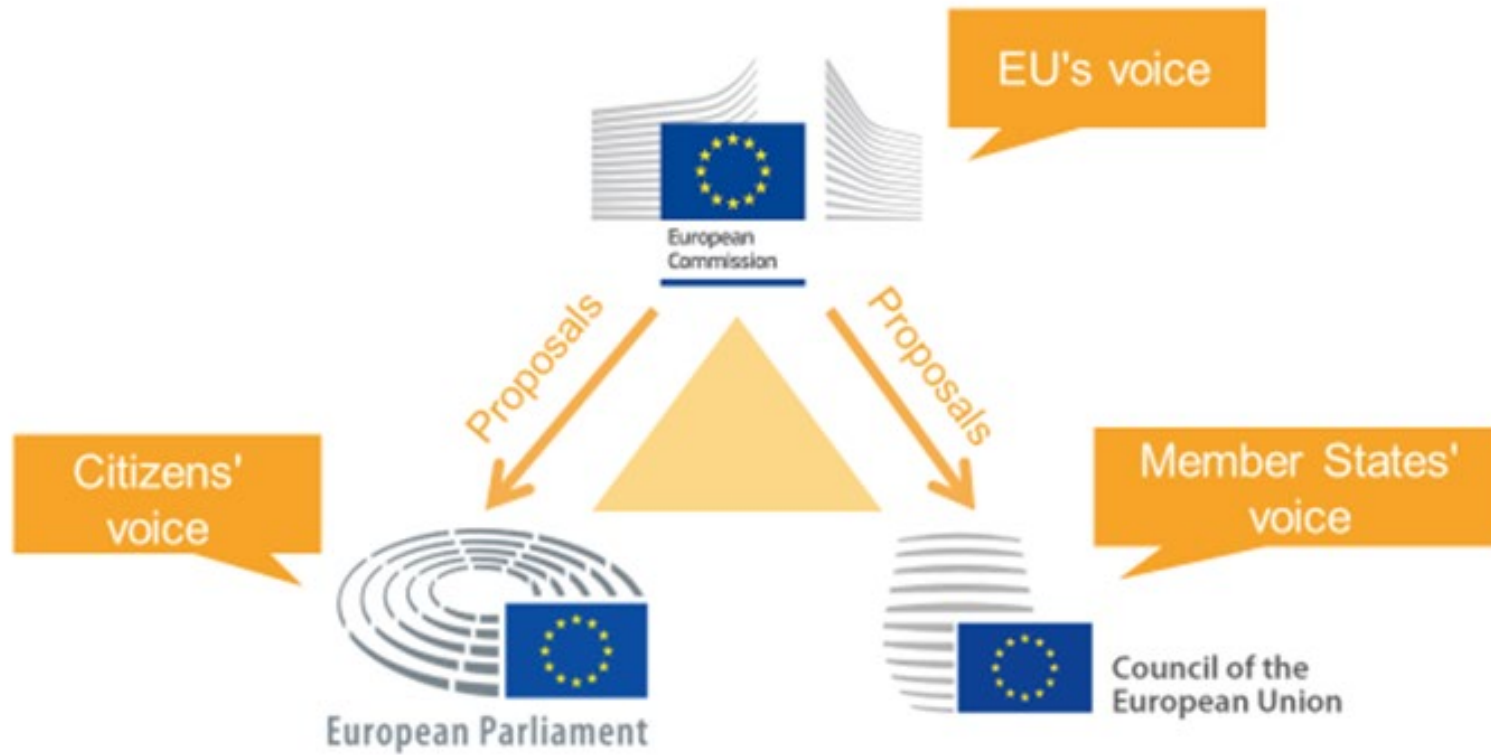 EU's voice
European
Commission
Proposals
Proposals
Citizens'
voice
Member States'
voice
European Parliament
Council of the
European Union